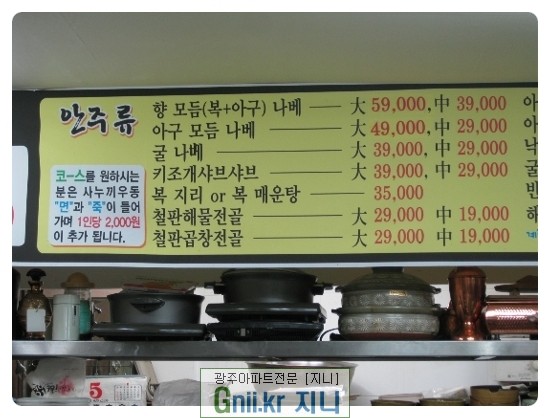 안주류
향 모듬(복+아구) 나베 大 59,000, 中 39,000
아구 모듬 나베 大 49,000, 中 29,000
굴 나베 大 39,000, 中 29,000
키조개샤브샤브 大 39,000, 中 29,000
복 지리 or 복 매운탕 35,000
철판해물전골 大 29,000 中 19,000
철판곱창전골 大 29,000 中 19,000
코-스를 원하시는
분은 사누끼우동
"면"과 "죽"이 들어
가며 1인당 2,000원
이 추가 됩니다.
5
광주아파트전문 [지니]
Gnii.kr 지니